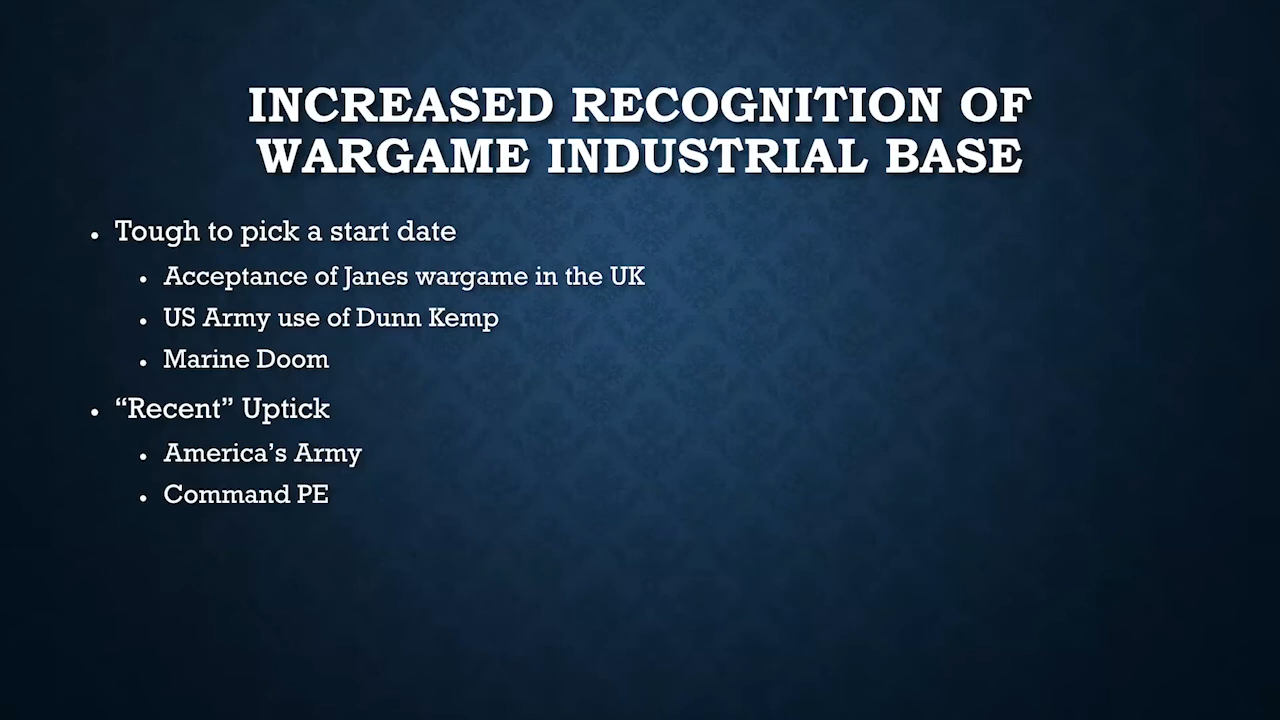 INCREASED RECOGNITION OF
WARGAME INDUSTRIAL BASE
• Tough to pick a start date
• Acceptance of Janes wargame in the UK
• US Army use of Dunn Kemp
• Marine Doom
• “Recent” Uptick
• America’s Army
• Command PE